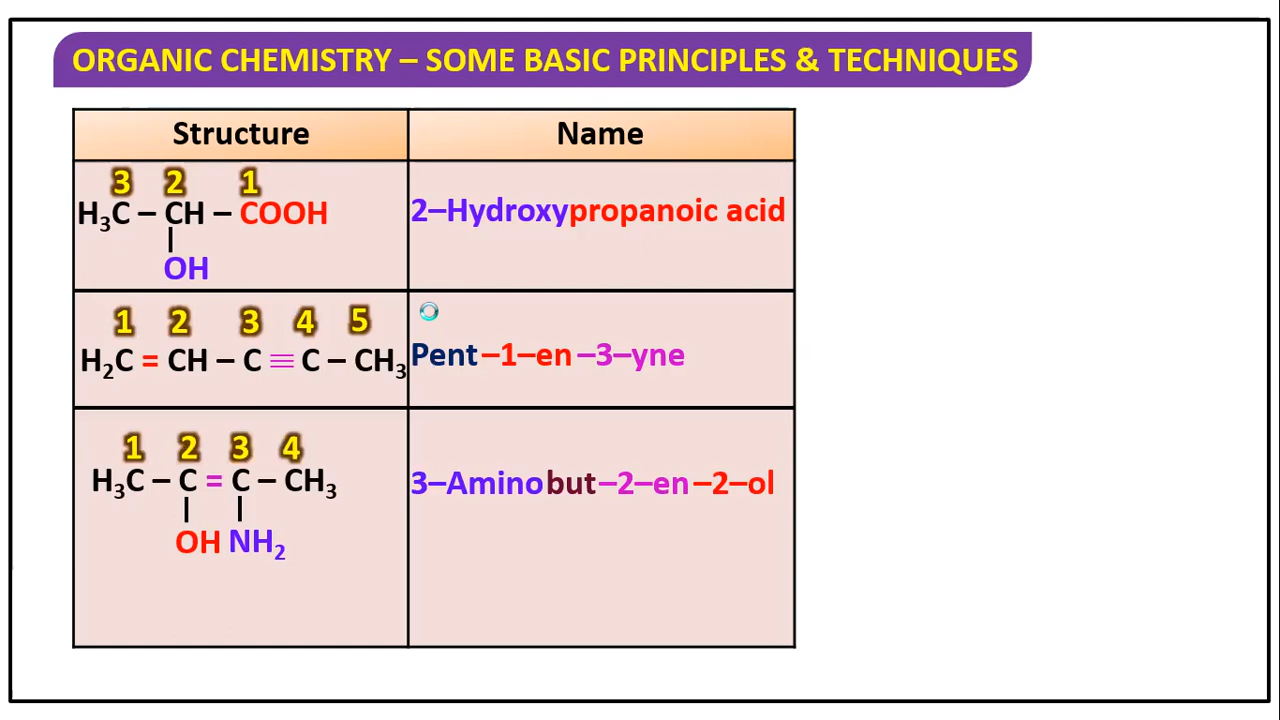 ORGANIC CHEMISTRY – SOME BASIC PRINCIPLES & TECHNIQUES
Structure Name
3 2 1
H₃C – CH – COOH 2–Hydroxypropanoic acid
OH
1 2 3 4 5
H₂C = CH – C ≡ C – CH₃ Pent –1–en –3–yne
1 2 3 4
H₃C – C = C – CH₃ 3–Aminobut–2–en–2–ol
OH NH₂